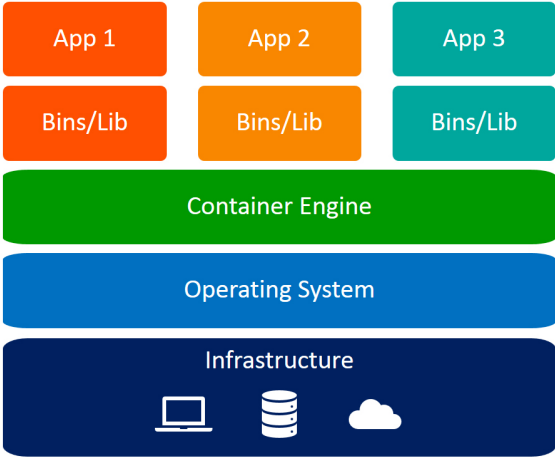 App 1
App 2
App 3
Bins/Lib
Bins/Lib
Bins/Lib
Container Engine
Operating System
Infrastructure